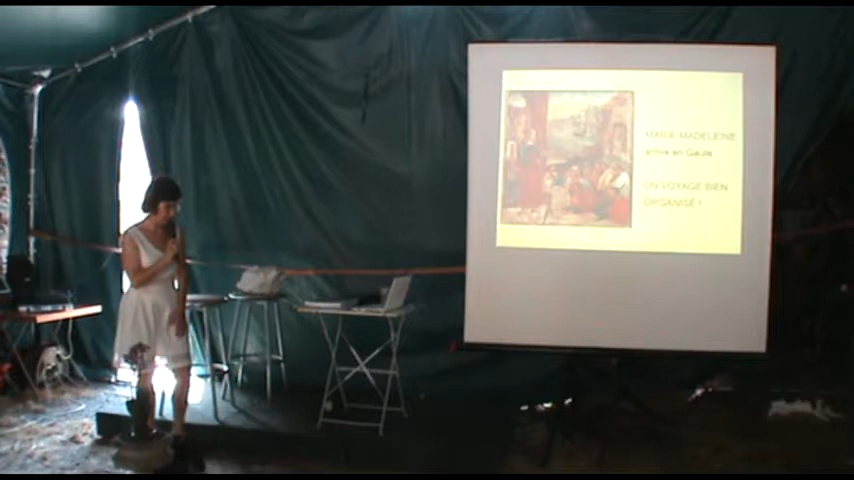 MARIE MADELEINE
arrive en Gaule
UN VOYAGE BIEN
ORGANISÉ !